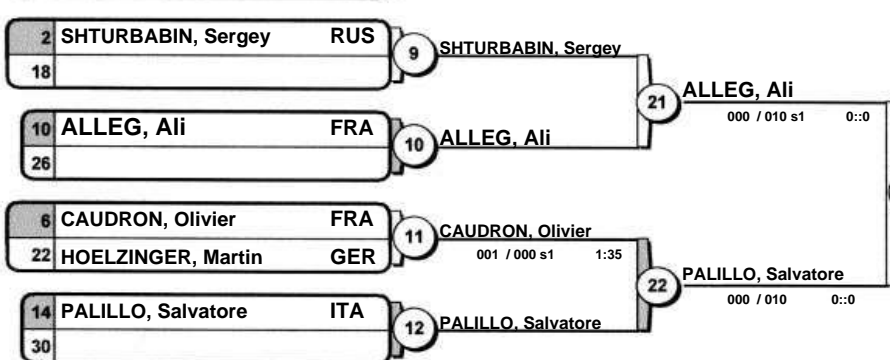 2 SHTURBABIN, Sergey RUS
18
9
SHTURBABIN, Sergey
10 ALLEG, Ali FRA
26
10
ALLEG, Ali
21
ALLEG, Ali
000 / 010 s1 0::0
6 CAUDRON, Olivier FRA
22 HOELZINGER, Martin GER
11
CAUDRON, Olivier
001 / 000 s1 1:35
14 PALILLO, Salvatore ITA
30
12
PALILLO, Salvatore
22
PALILLO, Salvatore
000 / 010 0::0